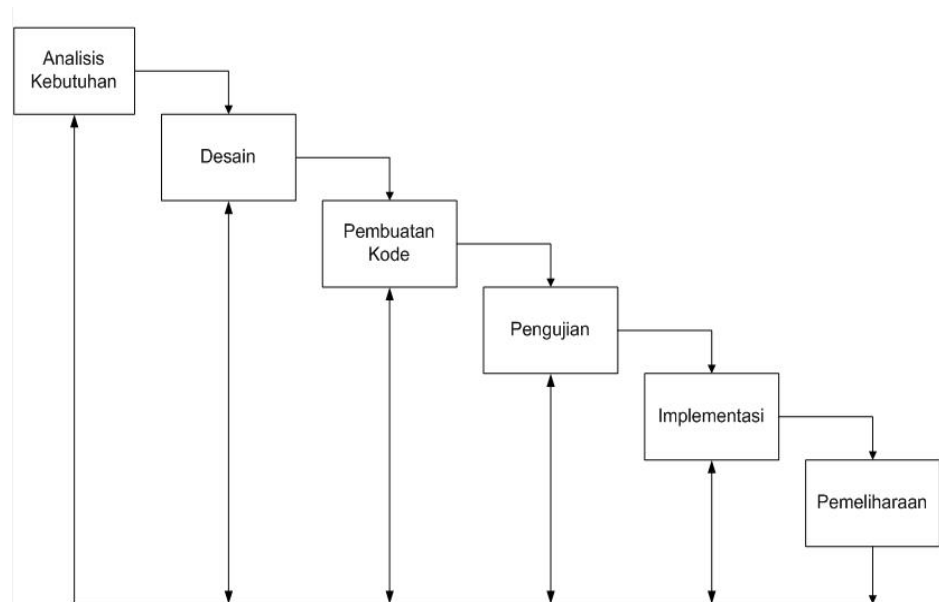 Analisis
Kebutuhan
Desain
Pembuatan
Kode
Pengujian
Implementasi
Pemeliharaan